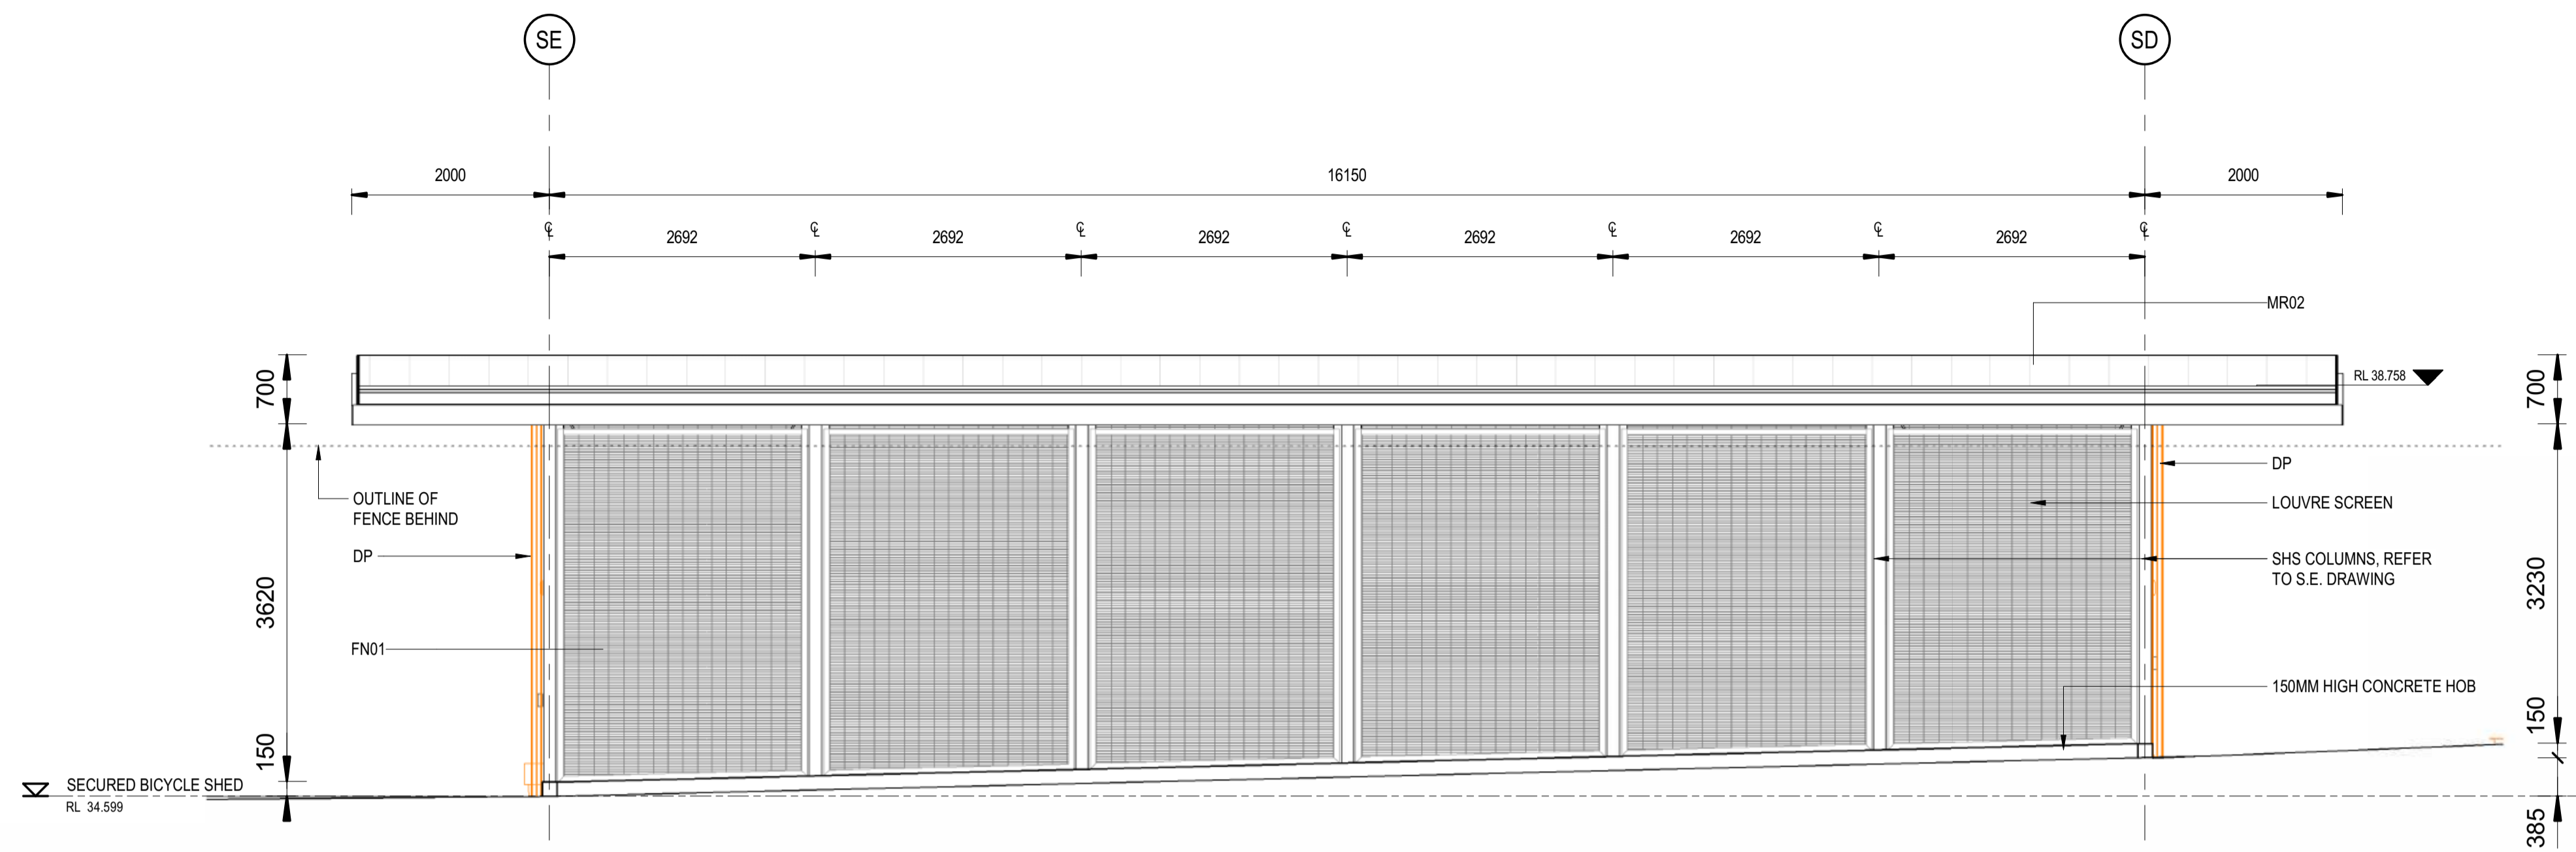 SE
SD
2000
16150
2000
℄
℄
℄
℄
℄
℄
℄
2692
2692
2692
2692
2692
2692
MR02
700
RL 38.758
700
OUTLINE OF
FENCE BEHIND
DP
DP
LOUVRE SCREEN
SHS COLUMNS, REFER
TO S.E. DRAWING
3620
3230
FN01
150MM HIGH CONCRETE HOB
150
150
SECURED BICYCLE SHED
RL 34.599
385